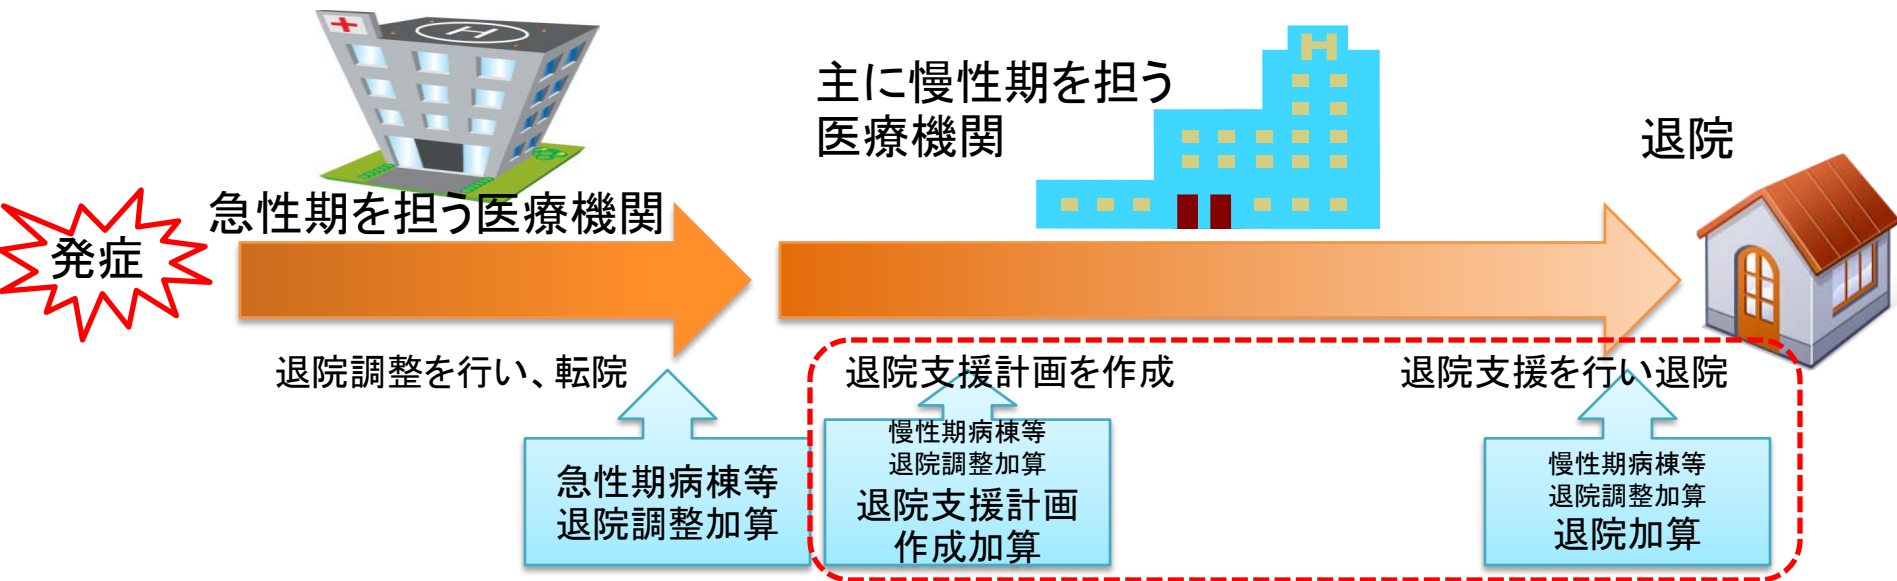 主に慢性期を担う
医療機関
退院
急性期を担う医療機関
発症
退院調整を行い、転院
退院支援計画を作成
退院支援を行い退院
急性期病棟等
退院調整加算
慢性期病棟等
退院調整加算
退院支援計画
作成加算
慢性期病棟等
退院調整加算
退院加算
H
H